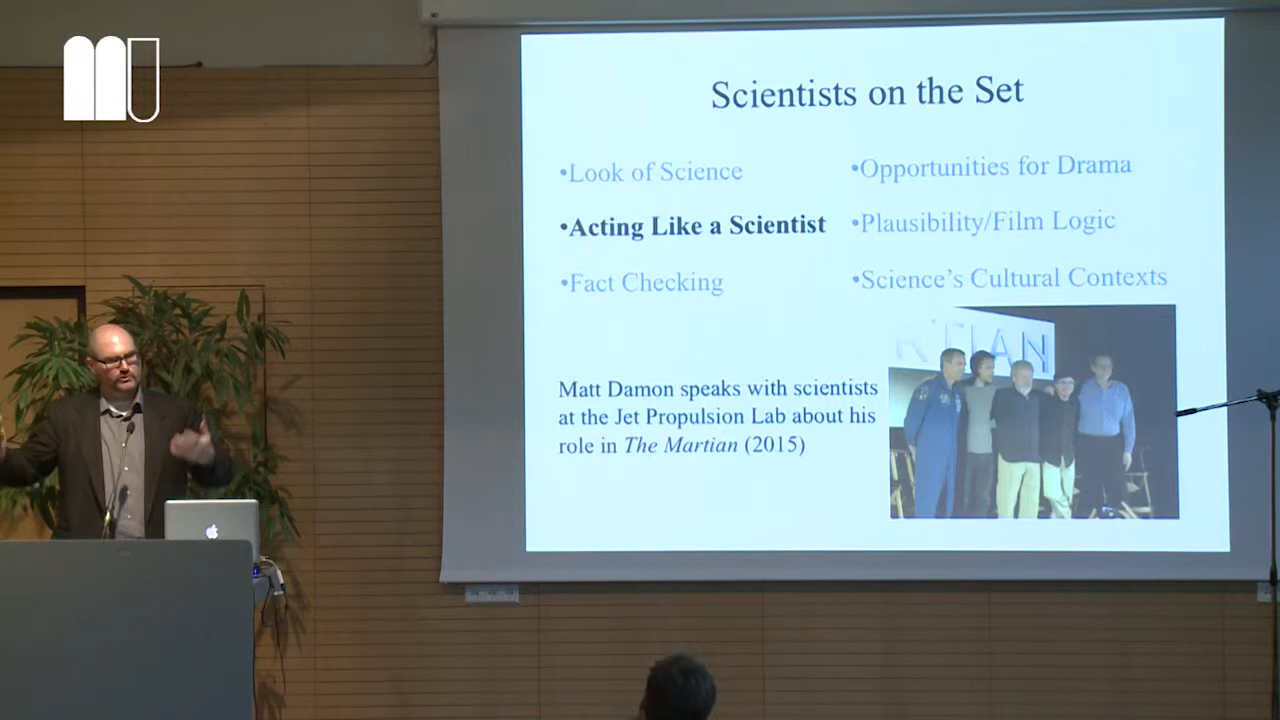 MU
Scientists on the Set
•Look of Science
•Acting Like a Scientist
•Fact Checking
•Opportunities for Drama
•Plausibility/Film Logic
•Science's Cultural Contexts
Matt Damon speaks with scientists
at the Jet Propulsion Lab about his
role in The Martian (2015)
RTIAN